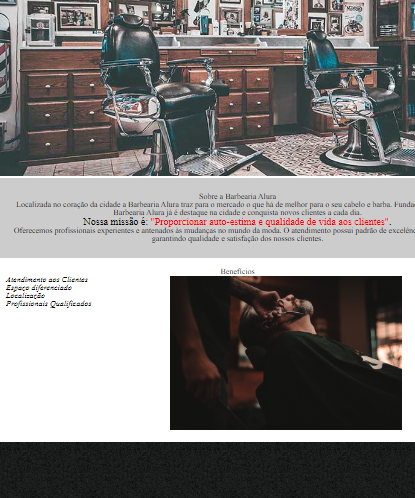 Sobre a Barbearia Alura
Localizada no coração da cidade a Barbearia Alura traz para o mercado o que há de melhor para o seu cabelo e barba. Funda
Barbearia Alura já é destaque na cidade e conquista novos clientes a cada dia.
Nossa missão é: "Proporcionar auto-estima e qualidade de vida aos clientes".
Oferecemos profissionais experientes e antenados às mudanças no mundo da moda. O atendimento possui padrão de excelênc
garantindo qualidade e satisfação dos nossos clientes.
Benefícios
Atendimento aos Clientes
Espaço diferenciado
Localização
Profissionais Qualificados